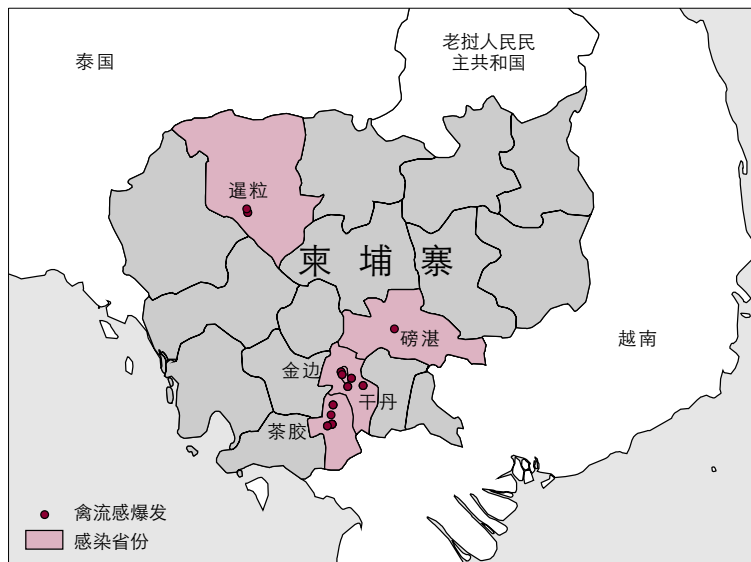 泰国
老挝人民民
主共和国
暹粒
柬埔寨
磅湛
越南
金边
干丹
茶胶
禽流感爆发
感染省份